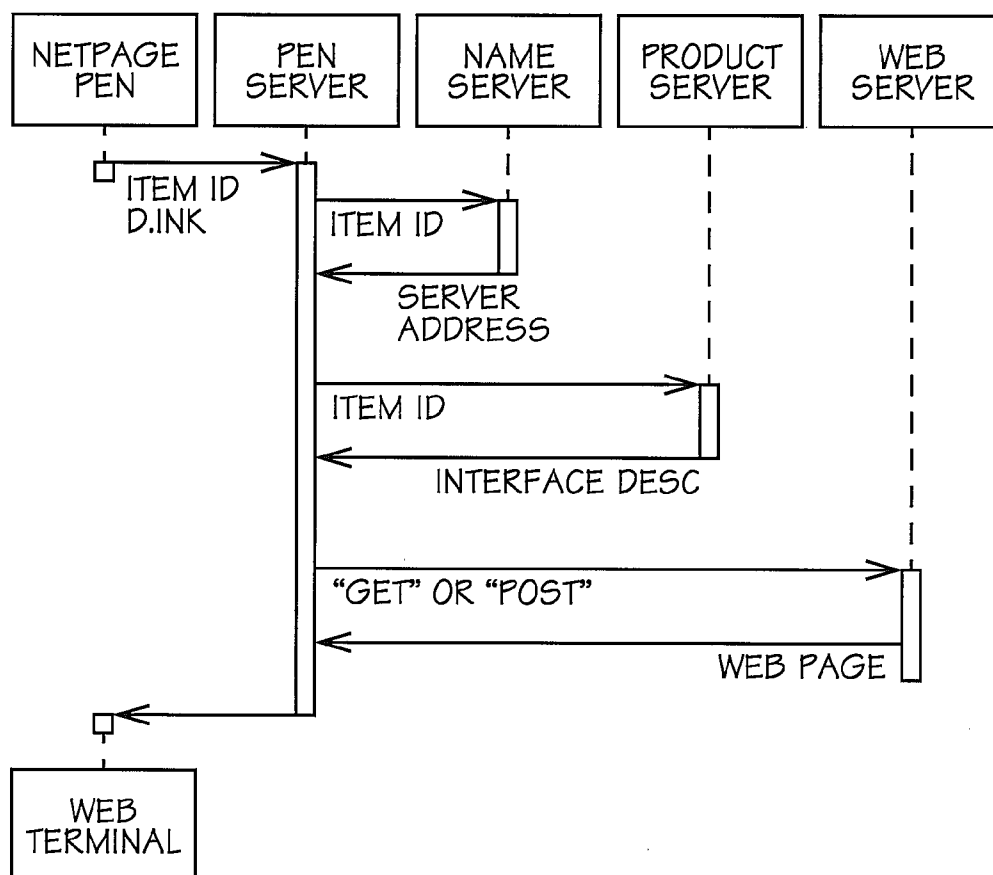 NETPAGE
PEN
PEN
SERVER
NAME
SERVER
PRODUCT
SERVER
WEB
SERVER
ITEM ID
D.INK
ITEM ID
SERVER
ADDRESS
ITEM ID
INTERFACE DESC
“GET” OR “POST”
WEB PAGE
WEB
TERMINAL